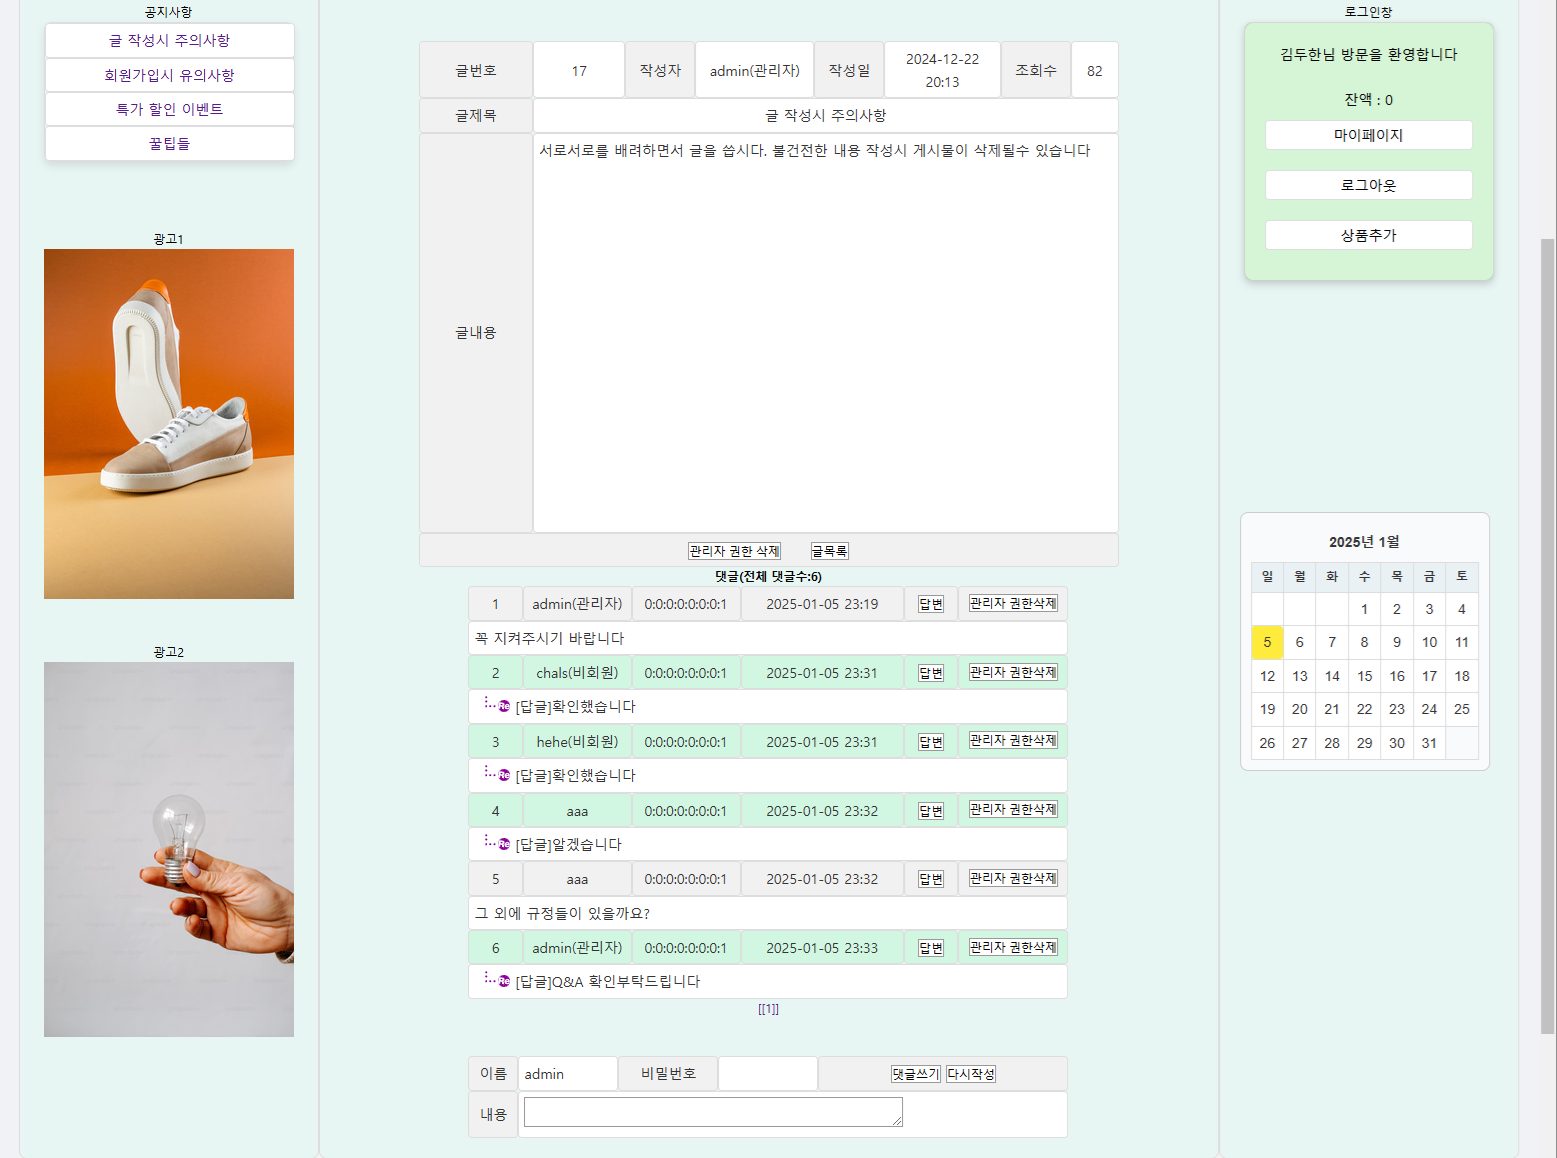 공지사항
글 작성시 주의사항
회원가입시 유의사항
특가 할인 이벤트
꿀팁들
광고1
광고2
글번호 17 작성자 admin(관리자) 작성일 2024-12-22 20:13 조회수 82
글제목 글 작성시 주의사항
글내용 서로서로를 배려하면서 글을 씁시다. 불건전한 내용 작성시 게시물이 삭제될수 있습니다
관리자 권한 삭제 글목록
댓글(전체 댓글수:6)
1 admin(관리자) 0:0:0:0:0:0:0:1 2025-01-05 23:19 답변 관리자 권한삭제
꼭 지켜주시기 바랍니다
2 chals(비회원) 0:0:0:0:0:0:0:1 2025-01-05 23:31 답변 관리자 권한삭제
Re [답글]확인했습니다
3 hehe(비회원) 0:0:0:0:0:0:0:1 2025-01-05 23:31 답변 관리자 권한삭제
Re [답글]확인했습니다
4 aaa 0:0:0:0:0:0:0:1 2025-01-05 23:32 답변 관리자 권한삭제
Re [답글]알겠습니다
5 aaa 0:0:0:0:0:0:0:1 2025-01-05 23:32 답변 관리자 권한삭제
그 외에 규정들이 있을까요?
6 admin(관리자) 0:0:0:0:0:0:0:1 2025-01-05 23:33 답변 관리자 권한삭제
Re [답글]Q&A 확인부탁드립니다
[[1]]
이름 admin 비밀번호 댓글쓰기 다시작성
내용
로그인창
김두한님 방문을 환영합니다
잔액 : 0
마이페이지
로그아웃
상품추가
2025년 1월
일 월 화 수 목 금 토
1 2 3 4
5 6 7 8 9 10 11
12 13 14 15 16 17 18
19 20 21 22 23 24 25
26 27 28 29 30 31